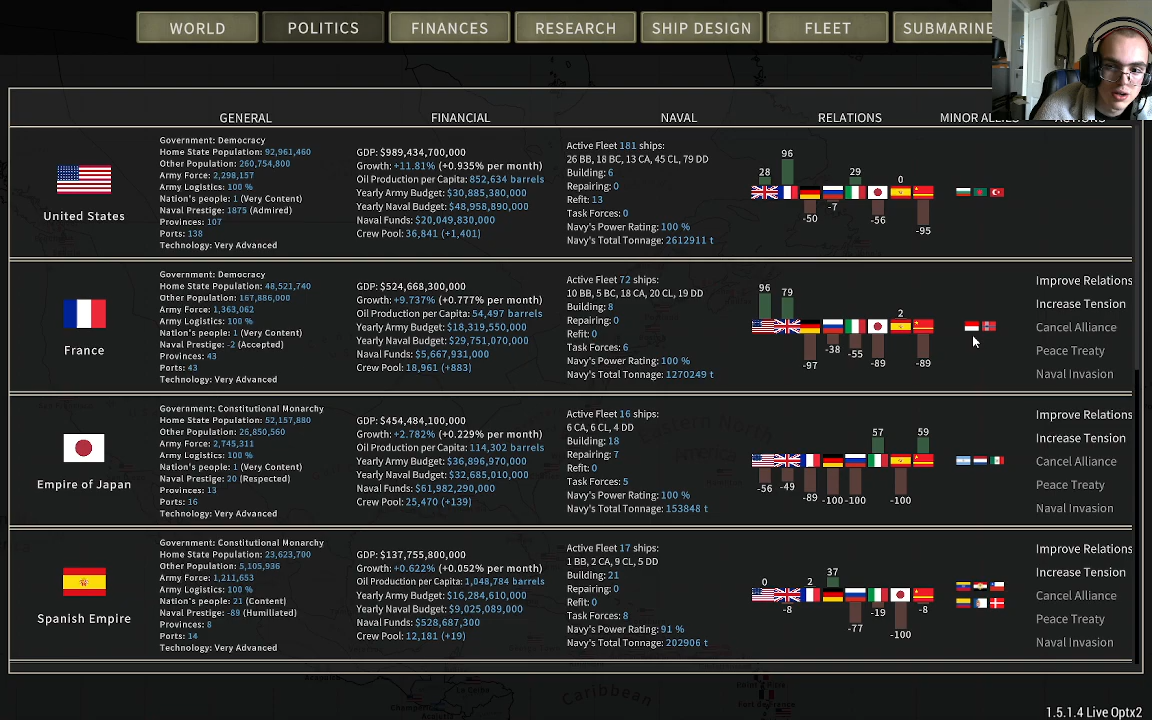 WORLD POLITICS FINANCES RESEARCH SHIP DESIGN FLEET SUBMARINE
GENERAL FINANCIAL NAVAL RELATIONS MINOR ALLIES ACTIONS
United States
Government: Democracy
Home State Population: 92,961,460
Other Population: 260,754,800
Army Force: 2,298,157
Army Logistics: 100 %
Nation's people: 1 (Very Content)
Naval Prestige: 1875 (Admired)
Provinces: 107
Ports: 138
Technology: Very Advanced
GDP: $989,434,700,000
Growth: +11.81% (+0.935% per month)
Oil Production per Capita: 852,634 barrels
Yearly Army Budget: $30,885,380,000
Yearly Naval Budget: $48,958,890,000
Naval Funds: $20,049,830,000
Crew Pool: 36,841 (+1,401)
Active Fleet 181 ships:
26 BB, 18 BC, 13 CA, 45 CL, 79 DD
Building: 6
Repairing: 0
Refit: 13
Task Forces: 0
Navy's Power Rating: 100 %
Navy's Total Tonnage: 2612911 t
28 96 -50 -7 29 -56 0 -95
France
Government: Democracy
Home State Population: 48,521,740
Other Population: 167,886,000
Army Force: 1,363,062
Army Logistics: 100 %
Nation's people: 1 (Very Content)
Naval Prestige: -2 (Accepted)
Provinces: 43
Ports: 43
Technology: Very Advanced
GDP: $524,668,300,000
Growth: +9.737% (+0.777% per month)
Oil Production per Capita: 54,497 barrels
Yearly Army Budget: $18,319,550,000
Yearly Naval Budget: $29,751,070,000
Naval Funds: $5,667,931,000
Crew Pool: 18,961 (+883)
Active Fleet 72 ships:
10 BB, 5 BC, 18 CA, 20 CL, 19 DD
Building: 8
Repairing: 0
Refit: 0
Task Forces: 6
Navy's Power Rating: 100 %
Navy's Total Tonnage: 1270249 t
96 79 -97 -38 -55 -89 2 -89
Improve Relations
Increase Tension
Cancel Alliance
Peace Treaty
Naval Invasion
Empire of Japan
Government: Constitutional Monarchy
Home State Population: 52,157,880
Other Population: 26,850,560
Army Force: 2,745,311
Army Logistics: 100 %
Nation's people: 1 (Very Content)
Naval Prestige: 20 (Respected)
Provinces: 13
Ports: 16
Technology: Very Advanced
GDP: $454,484,100,000
Growth: +2.782% (+0.229% per month)
Oil Production per Capita: 114,302 barrels
Yearly Army Budget: $36,896,970,000
Yearly Naval Budget: $32,685,010,000
Naval Funds: $61,982,290,000
Crew Pool: 25,470 (+139)
Active Fleet 16 ships:
6 CA, 6 CL, 4 DD
Building: 18
Repairing: 7
Refit: 0
Task Forces: 5
Navy's Power Rating: 100 %
Navy's Total Tonnage: 153848 t
-56 -49 -89 -100 -100 57 -100 59
Improve Relations
Increase Tension
Cancel Alliance
Peace Treaty
Naval Invasion
Spanish Empire
Government: Constitutional Monarchy
Home State Population: 23,623,700
Other Population: 5,105,936
Army Force: 1,211,653
Army Logistics: 100 %
Nation's people: 21 (Content)
Naval Prestige: -89 (Humiliated)
Provinces: 8
Ports: 14
Technology: Very Advanced
GDP: $137,755,800,000
Growth: +0.622% (+0.052% per month)
Oil Production per Capita: 1,048,784 barrels
Yearly Army Budget: $16,284,610,000
Yearly Naval Budget: $9,025,089,000
Naval Funds: $528,687,300
Crew Pool: 12,181 (+19)
Active Fleet 17 ships:
1 BB, 2 CA, 9 CL, 5 DD
Building: 21
Repairing: 0
Refit: 0
Task Forces: 8
Navy's Power Rating: 91 %
Navy's Total Tonnage: 202906 t
0 -8 2 37 -77 -19 -100 -8
Improve Relations
Increase Tension
Cancel Alliance
Peace Treaty
Naval Invasion
Caribbean
1.5.1.4 Live Optx2